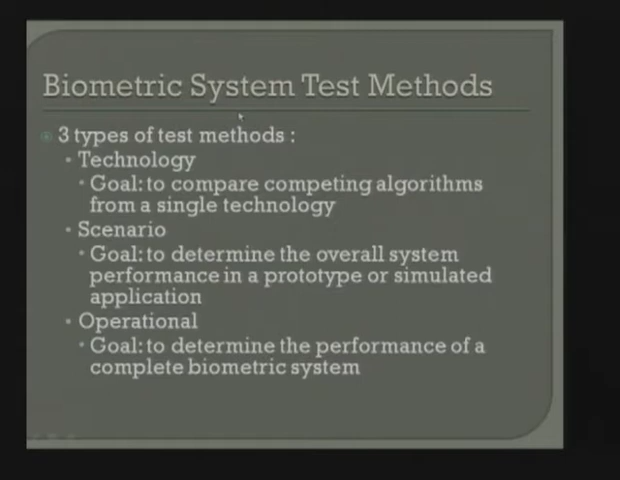 Biometric System Test Methods
3 types of test methods :
Technology
Goal: to compare competing algorithms
from a single technology
Scenario
Goal: to determine the overall system
performance in a prototype or simulated
application
Operational
Goal: to determine the performance of a
complete biometric system